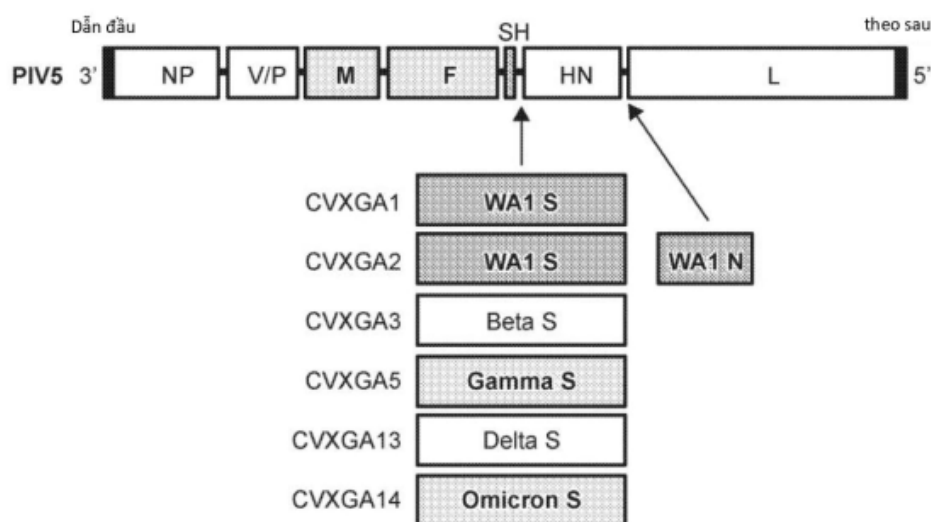 Dẫn đầu
theo sau
SH
PIV5 3' NP V/P M F HN L 5'
CVXGA1 WA1 S
CVXGA2 WA1 S WA1 N
CVXGA3 Beta S
CVXGA5 Gamma S
CVXGA13 Delta S
CVXGA14 Omicron S